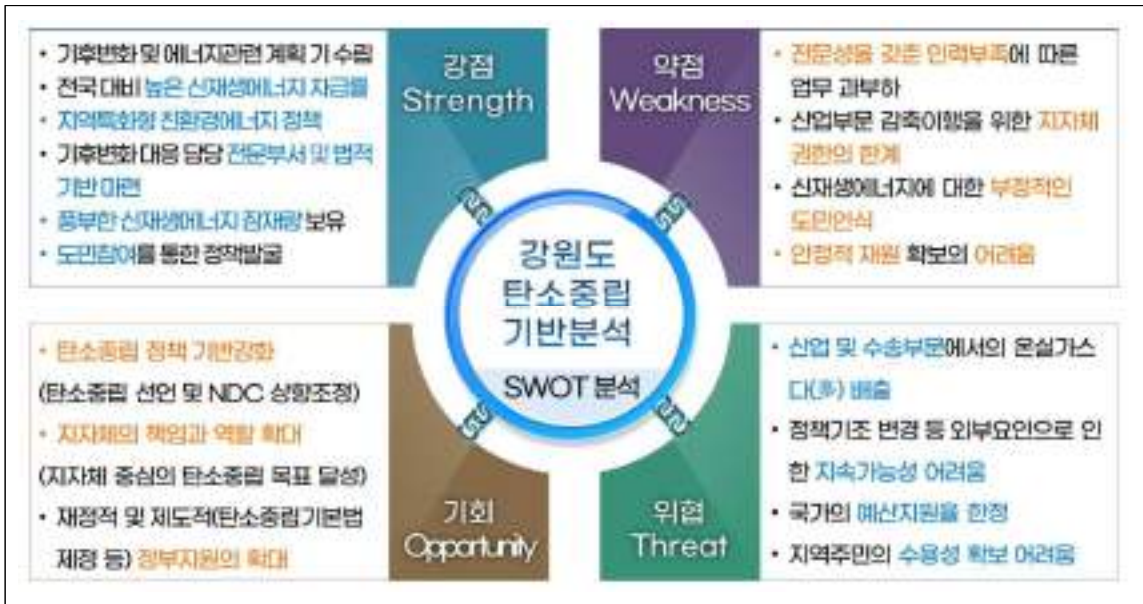 • 기후변화 및 에너지관련 계획 기 수립
• 전국 대비 높은 신재생에너지 자급률
• 지역특화형 친환경에너지 정책
• 기후변화 대응 담당 전문부서 및 법적
기반 마련
• 풍부한 신재생에너지 잠재량 보유
• 도민참여를 통한 정책발굴
강점
Strength
약점
Weakness
• 전문성을 갖춘 인력부족에 따른
업무 과부하
• 산업부문 감축이행을 위한 지자체
권한의 한계
• 신재생에너지에 대한 부정적인
도민인식
• 안정적 재원 확보의 어려움
강원도
탄소중립
기반분석
SWOT 분석
• 탄소중립 정책 기반강화
(탄소중립 선언 및 NDC 상향조정)
• 지자체의 책임과 역할 확대
(지자체 중심의 탄소중립 목표 달성)
• 재정적 및 제도적(탄소중립기본법
제정 등) 정부지원의 확대
기회
Opportunity
위협
Threat
• 산업 및 수송부문에서의 온실가스
다(多) 배출
• 정책기조 변경 등 외부요인으로 인
한 지속가능성 어려움
• 국가의 예산지원을 한정
• 지역주민의 수용성 확보 어려움